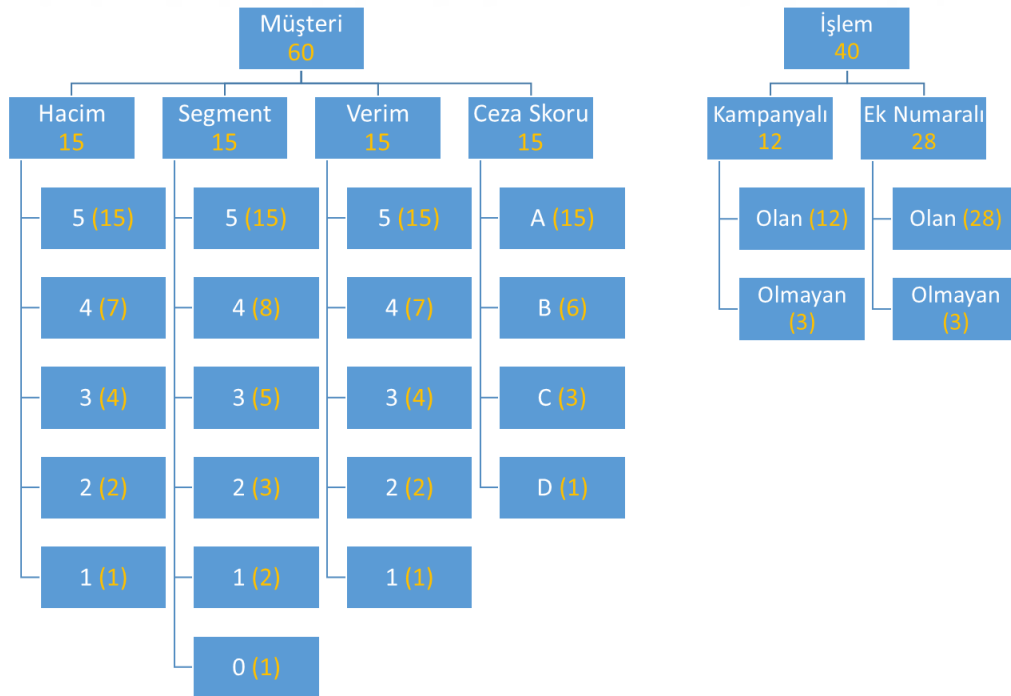 Müşteri
60
İşlem
40
Hacim
15
Segment
15
Verim
15
Ceza Skoru
15
Kampanyalı
12
Ek Numaralı
28
5 (15)
5 (15)
5 (15)
A (15)
Olan (12)
Olan (28)
4 (7)
4 (8)
4 (7)
B (6)
Olmayan
(3)
Olmayan
(3)
3 (4)
3 (5)
3 (4)
C (3)
2 (2)
2 (3)
2 (2)
D (1)
1 (1)
1 (2)
1 (1)
0 (1)